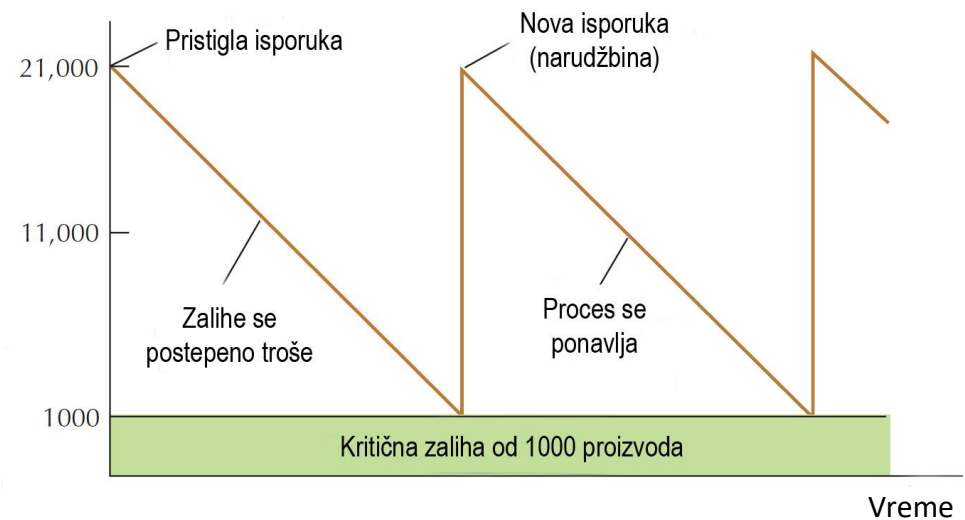 Pristigla isporuka
Nova isporuka
(narudžbina)
21,000
11,000
Zalihe se
postepeno troše
Proces se
ponavlja
1000
Kritična zaliha od 1000 proizvoda
Vreme